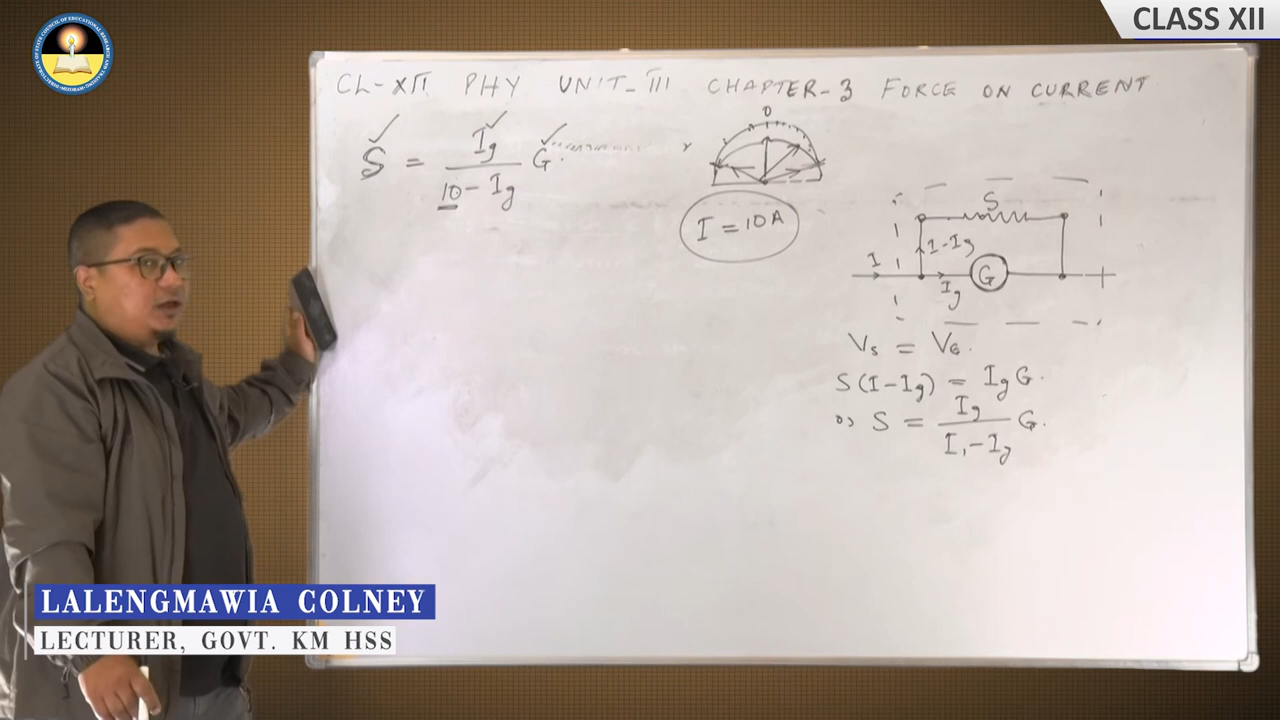 CLASS XII
CL-XII PHY UNIT-III CHAPTER-3 FORCE ON CURRENT
S = Ig / 10 - Ig G.
0
I = 10A
S
I - Ig
I
Ig
G
Vs = VG.
S(I - Ig) = Ig G.
S = Ig / I - Ig G.
LALENGMAWIA COLNEY
LECTURER, GOVT. KM HSS